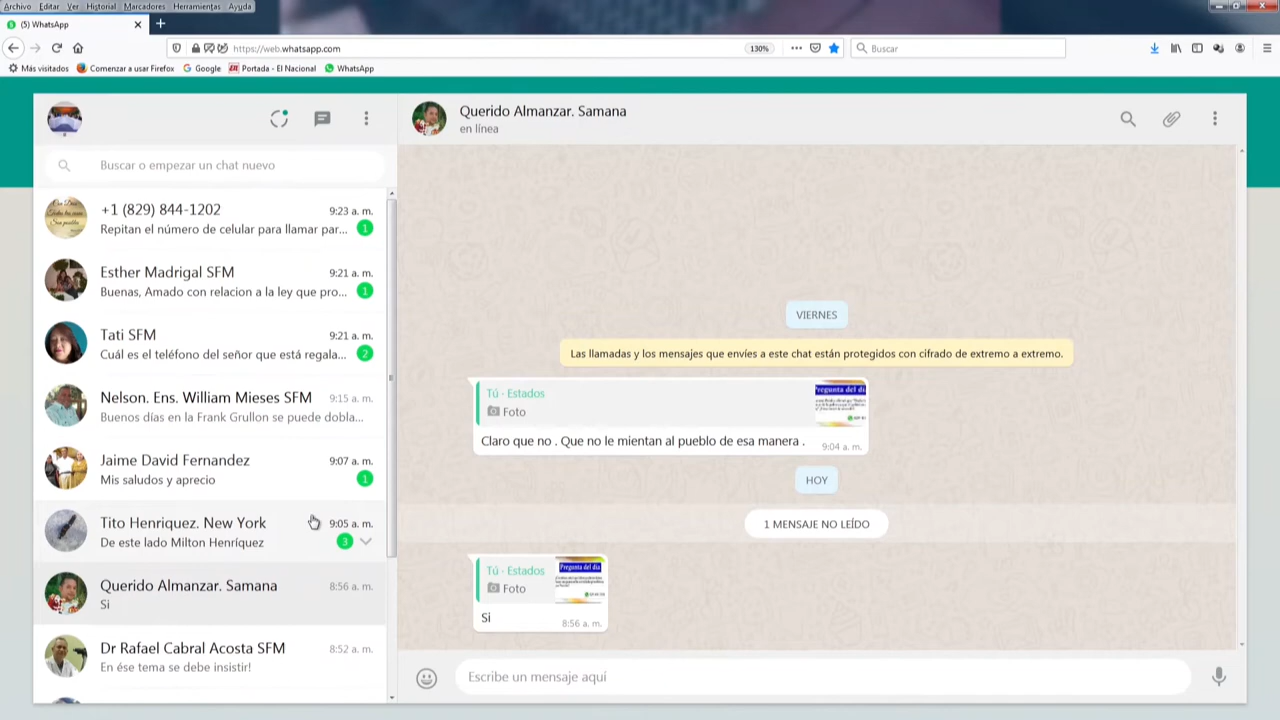 Archivo Editar Ver Historial Marcadores Herramientas Ayuda
(5) WhatsApp
https://web.whatsapp.com
130%
Buscar
Más visitados
Comenzar a usar Firefox
Google
Portada - El Nacional
WhatsApp
Buscar o empezar un chat nuevo
+1 (829) 844-1202
9:23 a. m.
Repitan el número de celular para llamar par...
1
Esther Madrigal SFM
9:21 a. m.
Buenas, Amado con relacion a la ley que pro...
1
Tati SFM
9:21 a. m.
Cuál es el teléfono del señor que está regala...
2
Nelson. Ens. William Mieses SFM
9:15 a. m.
Buenos días en la Frank Grullon se puede dobla...
Jaime David Fernandez
9:07 a. m.
Mis saludos y aprecio
1
Tito Henriquez. New York
9:05 a. m.
De este lado Milton Henríquez
3
Querido Almanzar. Samana
8:56 a. m.
Si
Dr Rafael Cabral Acosta SFM
8:52 a. m.
En ése tema se debe insistir!
Querido Almanzar. Samana
en línea
VIERNES
Las llamadas y los mensajes que envíes a este chat están protegidos con cifrado de extremo a extremo.
Tú · Estados
Foto
Pregunta del día
Claro que no . Que no le mientan al pueblo de esa manera .
9:04 a. m.
HOY
1 MENSAJE NO LEÍDO
Tú · Estados
Foto
Pregunta del día
Si
8:56 a. m.
Escribe un mensaje aquí